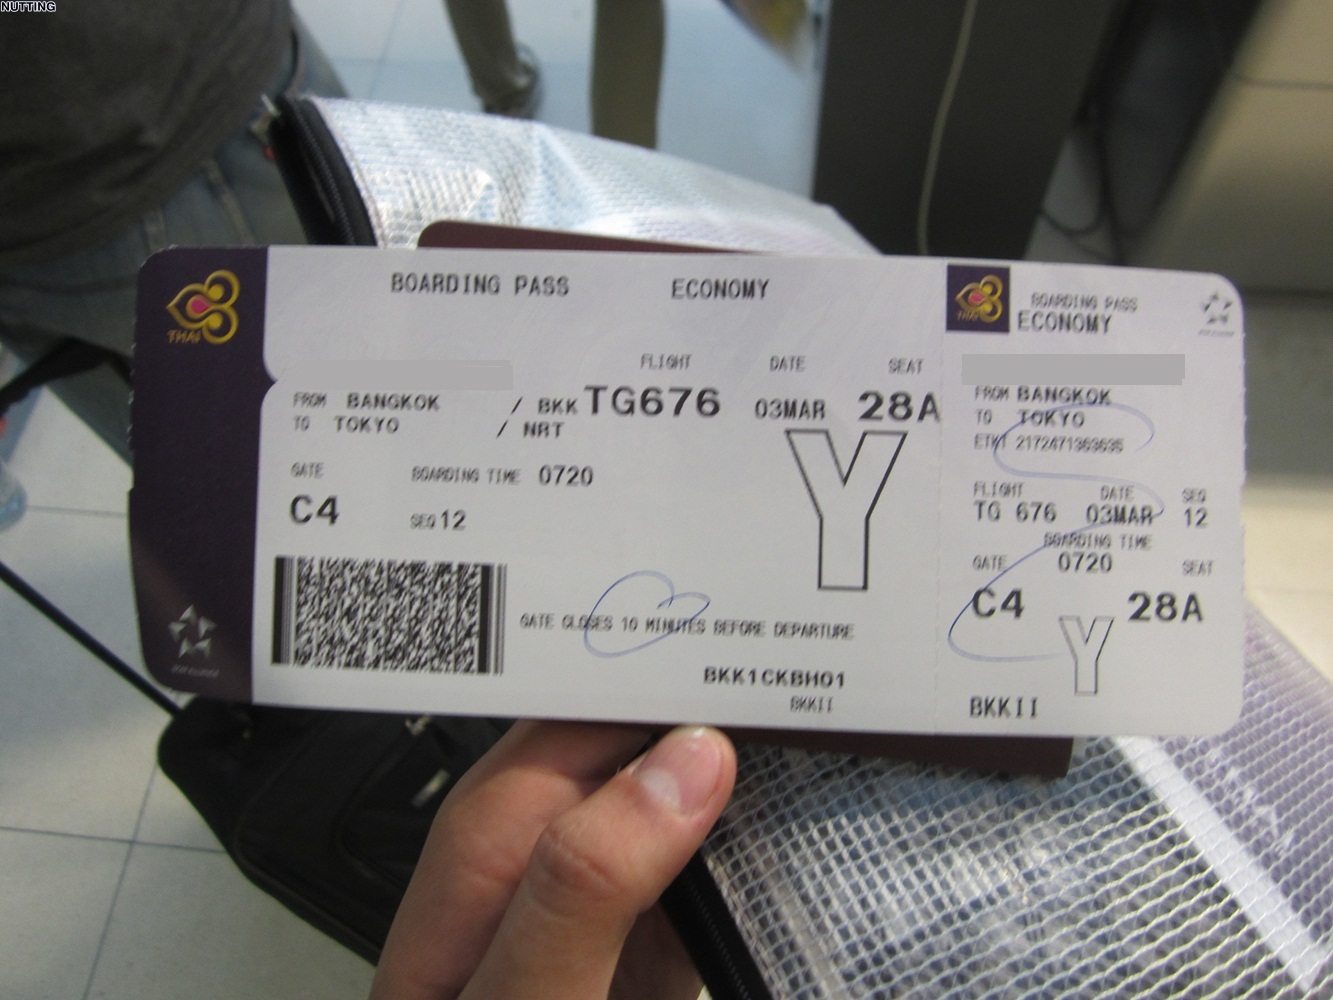 NUTTING
THAI
BOARDING PASS ECONOMY
FLIGHT DATE SEAT
FROM BANGKOK / BKK TG676 03MAR 28A
TO TOKYO / NRT
GATE BOARDING TIME 0720
C4 SEQ 12
Y
GATE CLOSES 10 MINUTES BEFORE DEPARTURE
BKK1CKBH01
BKKII
THAI
BOARDING PASS
ECONOMY
FROM BANGKOK
TO TOKYO
ETKT 2172471363635
FLIGHT DATE SEQ
TG 676 03MAR 12
BOARDING TIME
GATE 0720 SEAT
C4 28A
Y
BKKII